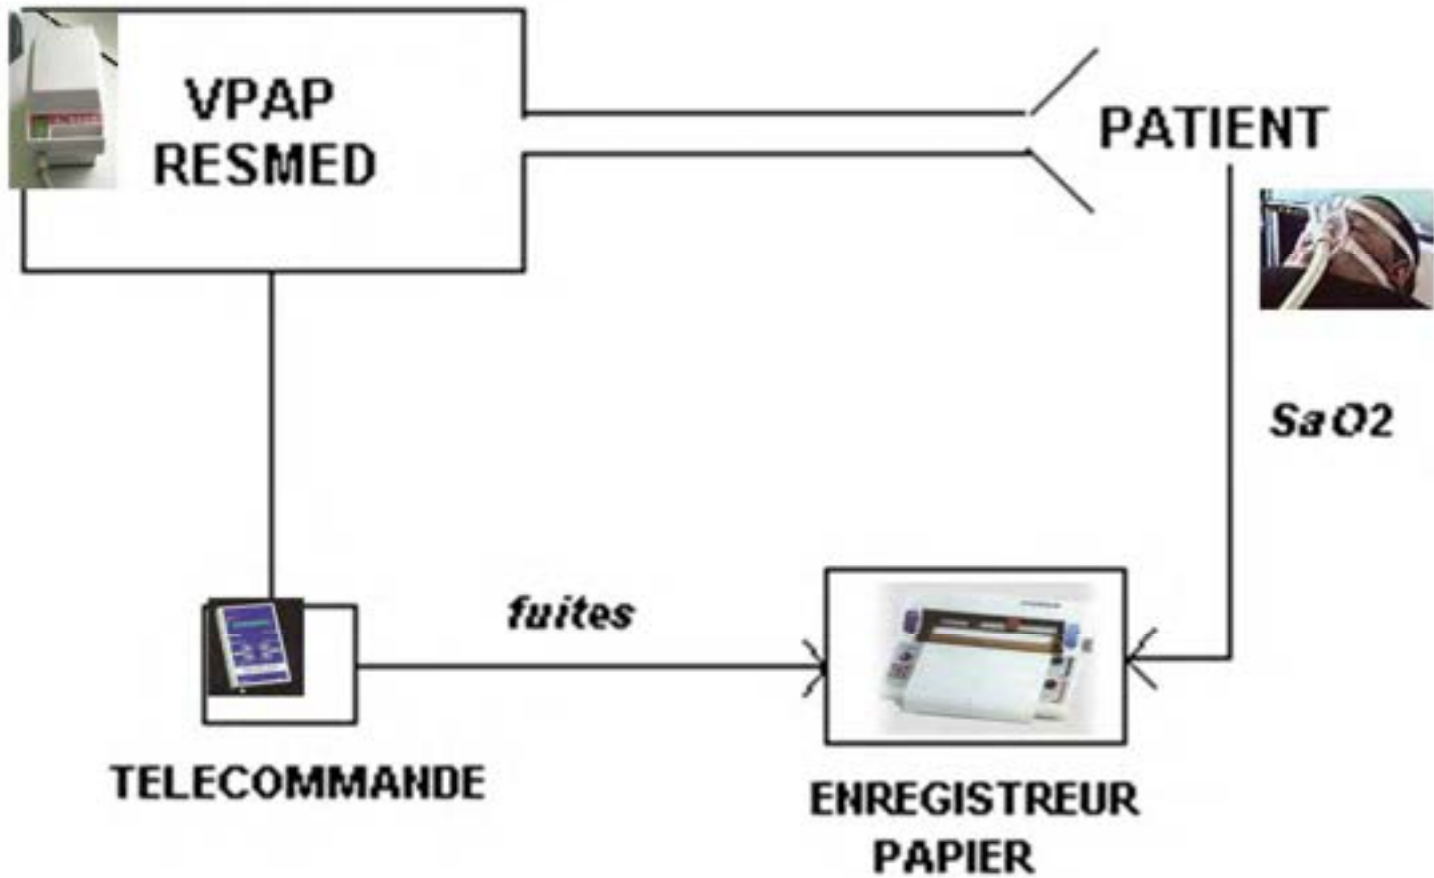 VPAP
RESMED
PATIENT
SaO2
fuites
TELECOMMANDE
ENREGISTREUR
PAPIER